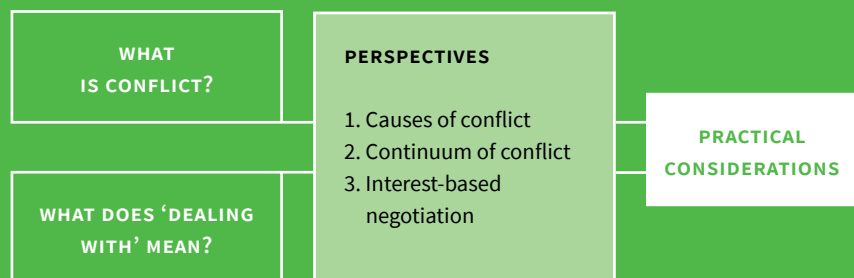 WHAT
IS CONFLICT?
WHAT DOES ‘DEALING
WITH’ MEAN?
PERSPECTIVES
1. Causes of conflict
2. Continuum of conflict
3. Interest-based
negotiation
PRACTICAL
CONSIDERATIONS